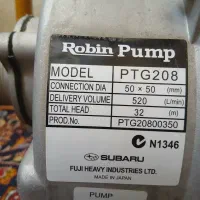 Robin Pump
MODEL PTG208
CONNECTION DIA 50 × 50 (mm)
DELIVERY VOLUME 520 (L/min)
TOTAL HEAD 32 (m)
PROD.No. PTG20800350
N1346
SUBARU
FUJI HEAVY INDUSTRIES LTD.
MADE IN JAPAN
PUMP